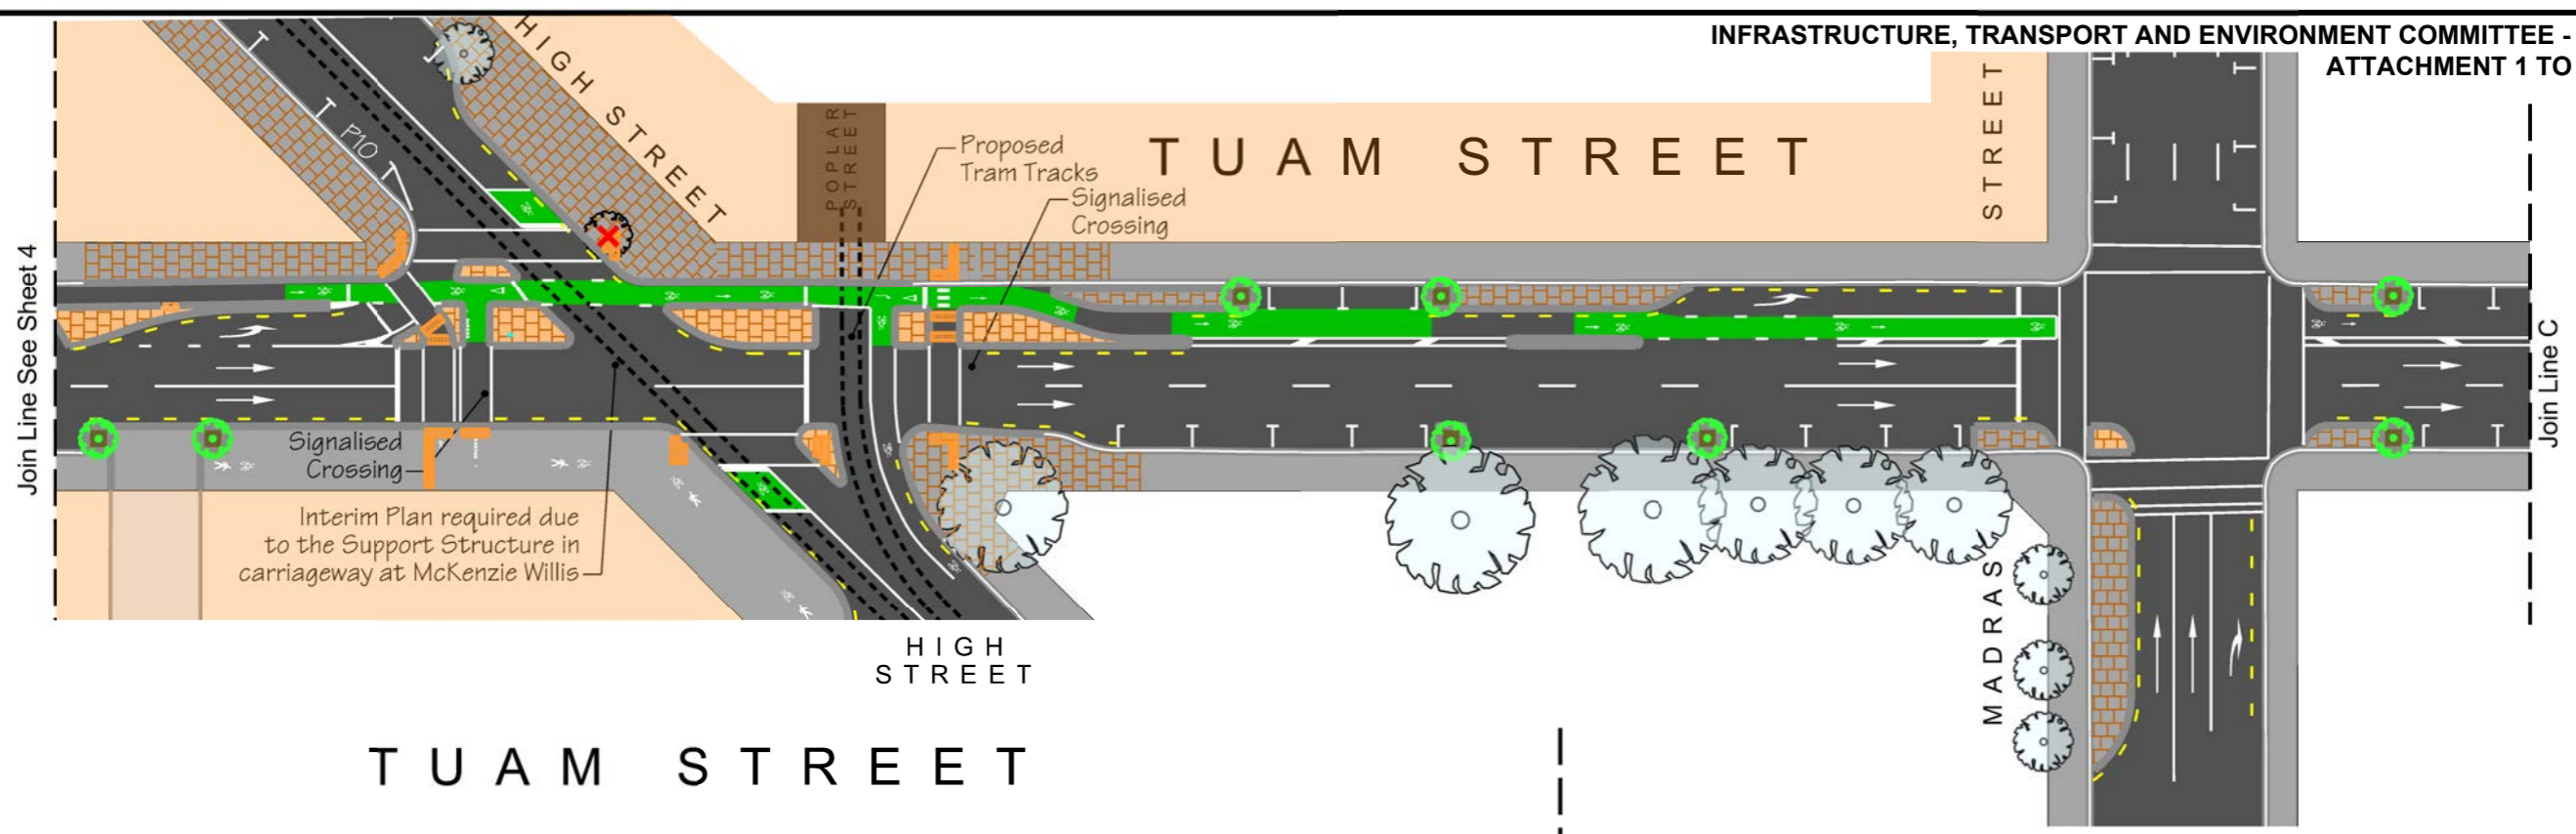 INFRASTRUCTURE, TRANSPORT AND ENVIRONMENT COMMITTEE -
ATTACHMENT 1 TO
HIGH STREET
P10
POPLAR
STREET
Proposed
Tram Tracks
TUAM STREET
Signalised
Crossing
STREET
Join Line See Sheet 4
Signalised
Crossing
Interim Plan required due
to the Support Structure in
carriageway at McKenzie Willis
Join Line C
MADRAS
HIGH
STREET
TUAM STREET